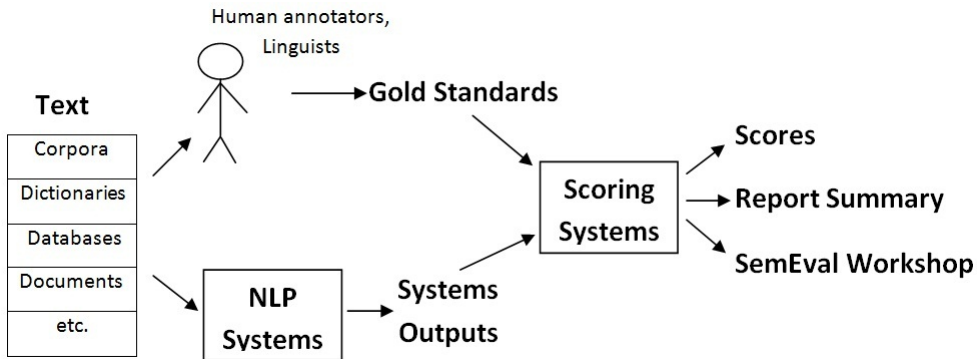 Human annotators,
Linguists
Text
Corpora
Dictionaries
Databases
Documents
etc.
Gold Standards
NLP
Systems
Systems
Outputs
Scoring
Systems
Scores
Report Summary
SemEval Workshop